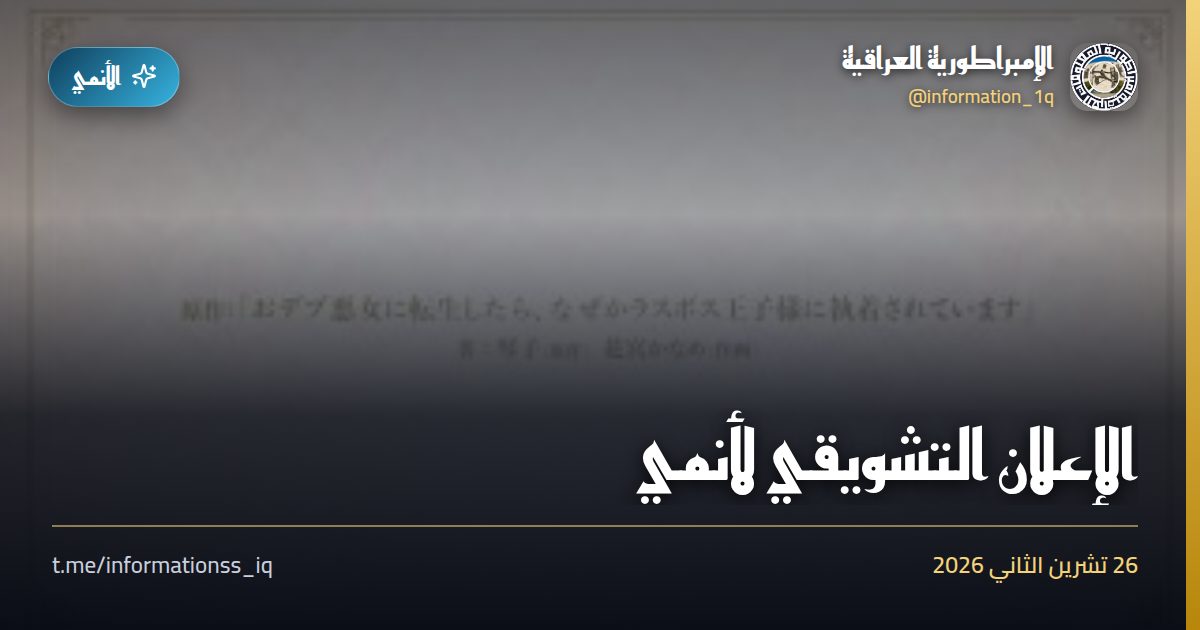 الإمبراطورية العراقية
@information_1q
الأنمي
原作：「おデブ悪女に転生したら、なぜかラスボス王子様に執着されています」
الإعلان التشويقي لأنمي
26 تشرين الثاني 2026
t.me/informationss_iq